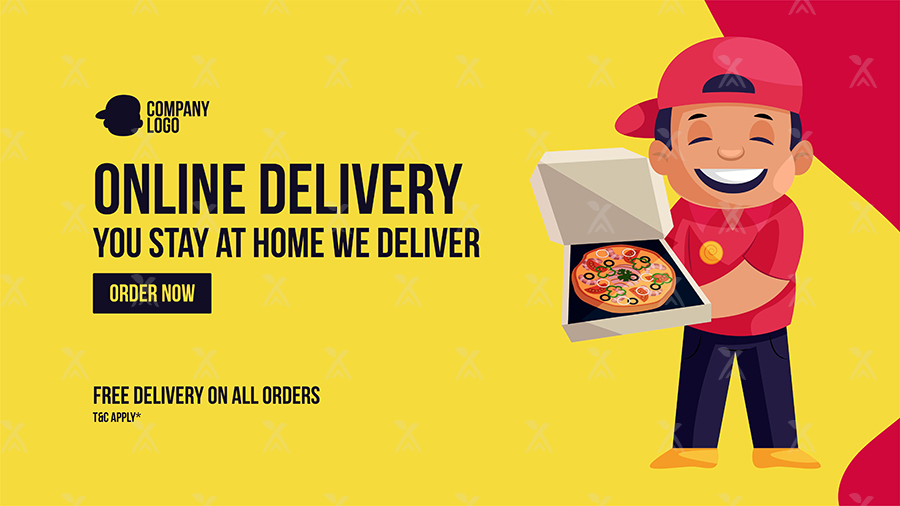 COMPANY
LOGO
ONLINE DELIVERY
YOU STAY AT HOME WE DELIVER
ORDER NOW
FREE DELIVERY ON ALL ORDERS
T&C APPLY*